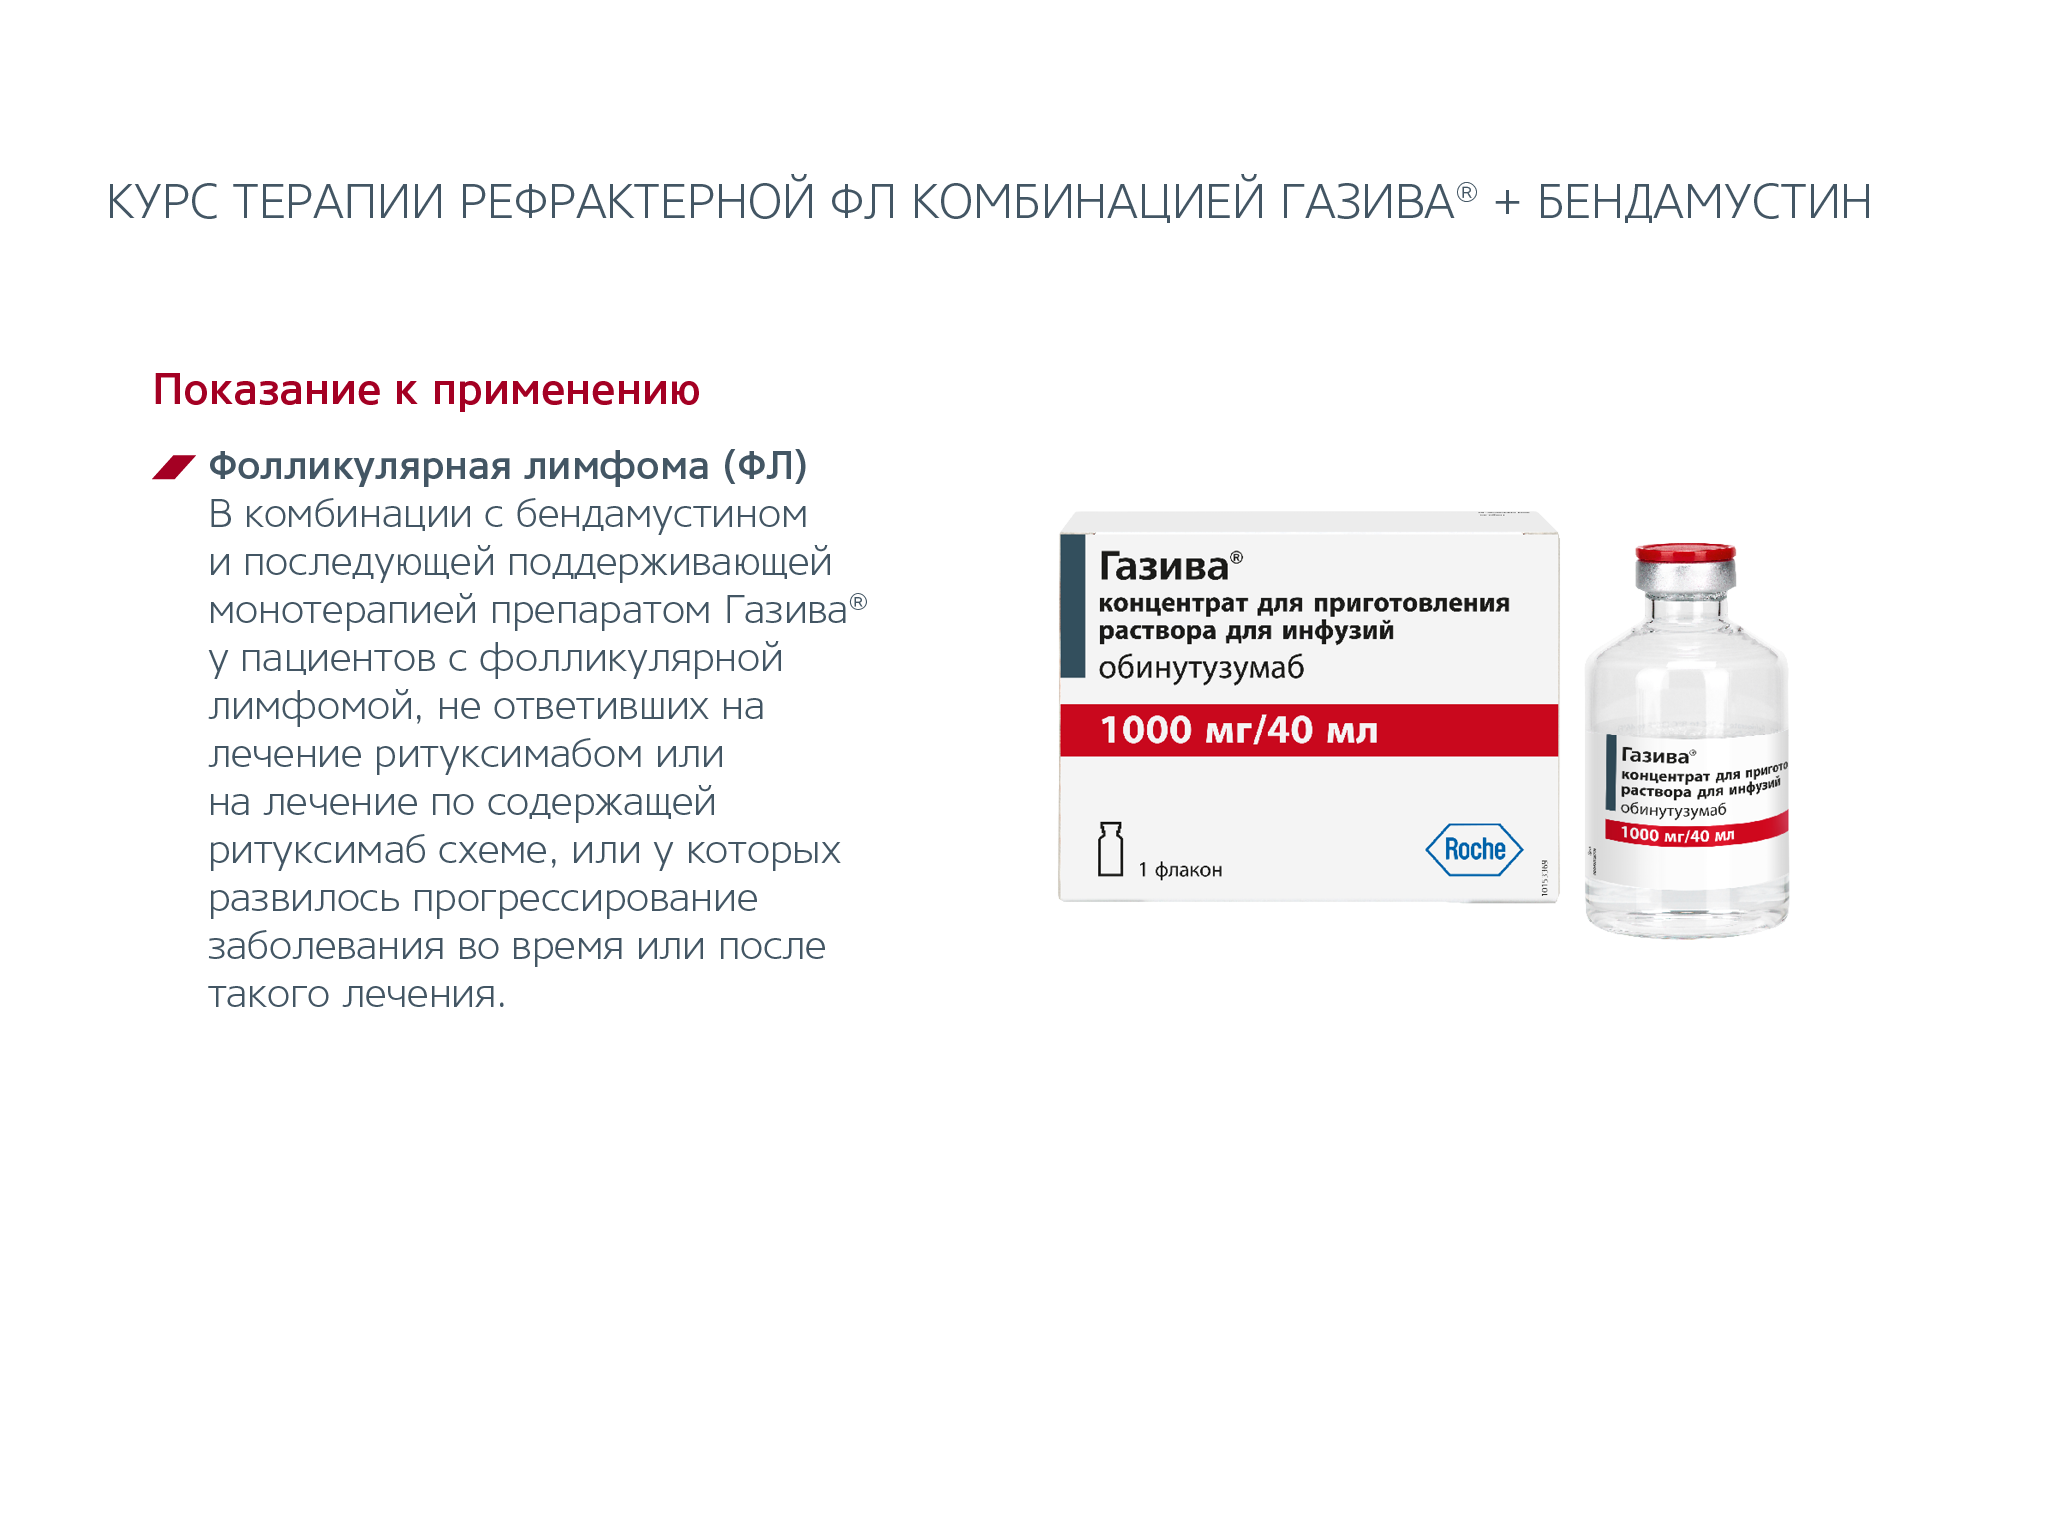 КУРС ТЕРАПИИ РЕФРАКТЕРНОЙ ФЛ КОМБИНАЦИЕЙ ГАЗИВА® + БЕНДАМУСТИН
Показание к применению
Фолликулярная лимфома (ФЛ)
В комбинации с бендамустином
и последующей поддерживающей
монотерапией препаратом Газива®
у пациентов с фолликулярной
лимфомой, не ответивших на
лечение ритуксимабом или
на лечение по содержащей
ритуксимаб схеме, или у которых
развилось прогрессирование
заболевания во время или после
такого лечения.
Газива®
концентрат для приготовления
раствора для инфузий
обинутузумаб
1000 мг/40 мл
1 флакон
Roche
10153369
Газива®
концентрат для пригото
раствора для инфузий
обинутузумаб
1000 мг/40 мл